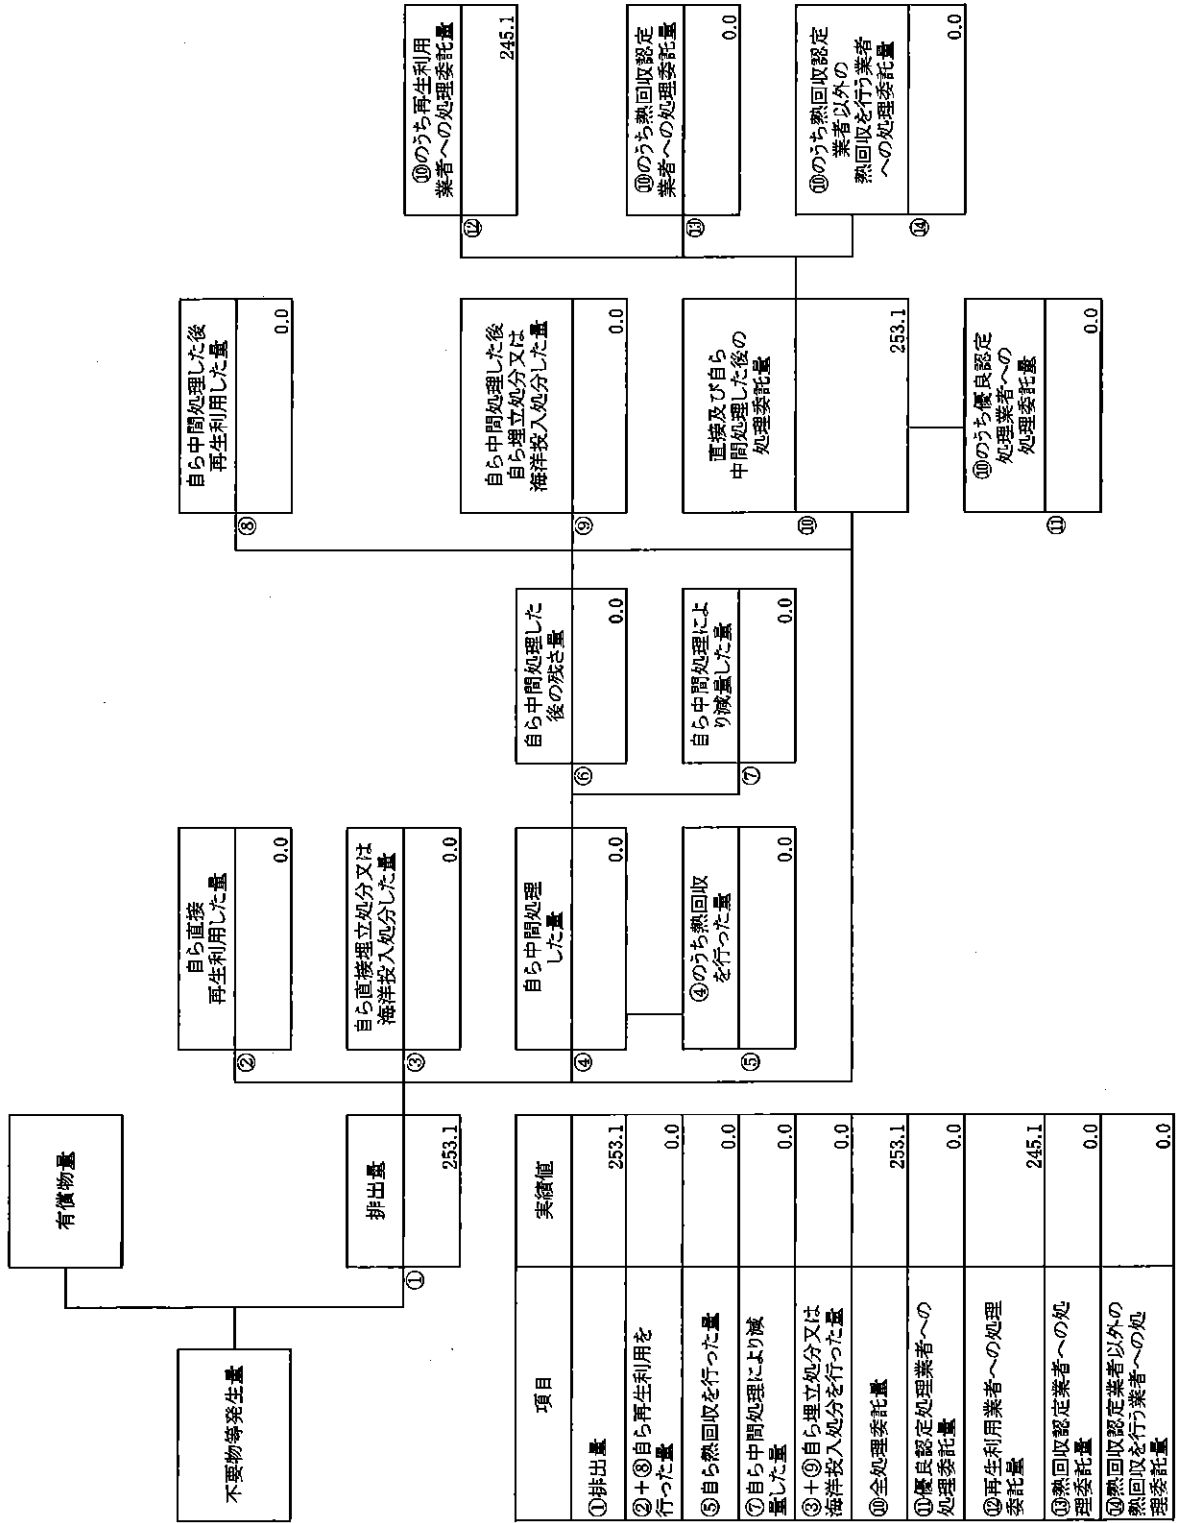 不要物等発生量
有償物量
排出量
①
253.1
自ら直接
再生利用した量
②
0.0
自ら直接埋立処分又は
海洋投入処分した量
③
0.0
自ら中間処理
した量
④
0.0
④のうち熱回収
を行った量
⑤
0.0
自ら中間処理した
後の残さ量
⑥
0.0
自ら中間処理によ
り減量した量
⑦
0.0
自ら中間処理した後
再生利用した量
⑧
0.0
自ら中間処理した後
自ら埋立処分又は
海洋投入処分した量
⑨
0.0
直接及び自ら
中間処理した後の
処理委託量
⑩
253.1
⑩のうち優良認定
処理業者への
処理委託量
⑪
0.0
⑩のうち再生利用
業者への処理委託量
⑫
245.1
⑩のうち熱回収認定
業者への処理委託量
⑬
0.0
⑩のうち熱回収認定
業者以外の
熱回収を行う業者
への処理委託量
⑭
0.0
項目 実績値
①排出量 253.1
②＋⑧自ら再生利用を
行った量 0.0
⑤自ら熱回収を行った量 0.0
⑦自ら中間処理により減
量した量 0.0
③＋⑨自ら埋立処分又は
海洋投入処分を行った量 0.0
⑩全処理委託量 253.1
⑪優良認定処理業者への
処理委託量 0.0
⑫再生利用業者への処理
委託量 245.1
⑬熱回収認定業者への処
理委託量 0.0
⑭熱回収認定業者以外の
熱回収を行う業者への処
理委託量 0.0